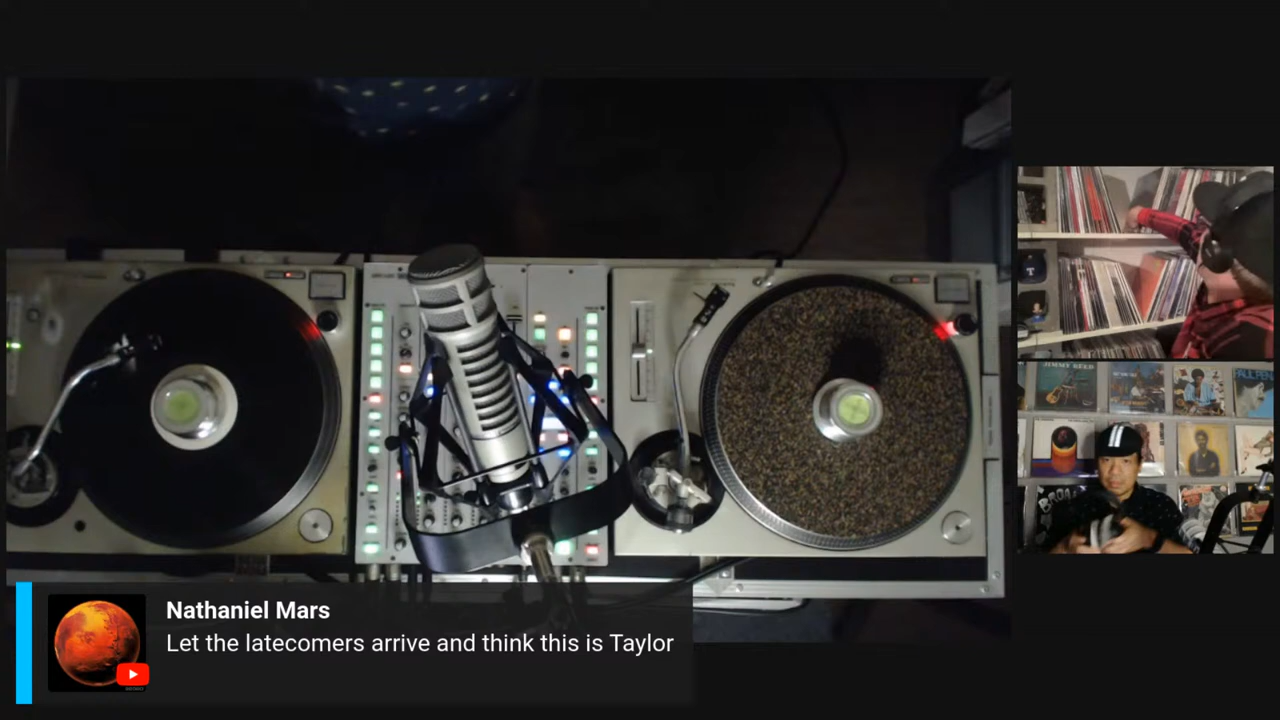 JIMMY REED
Nathaniel Mars
Let the latecomers arrive and think this is Taylor